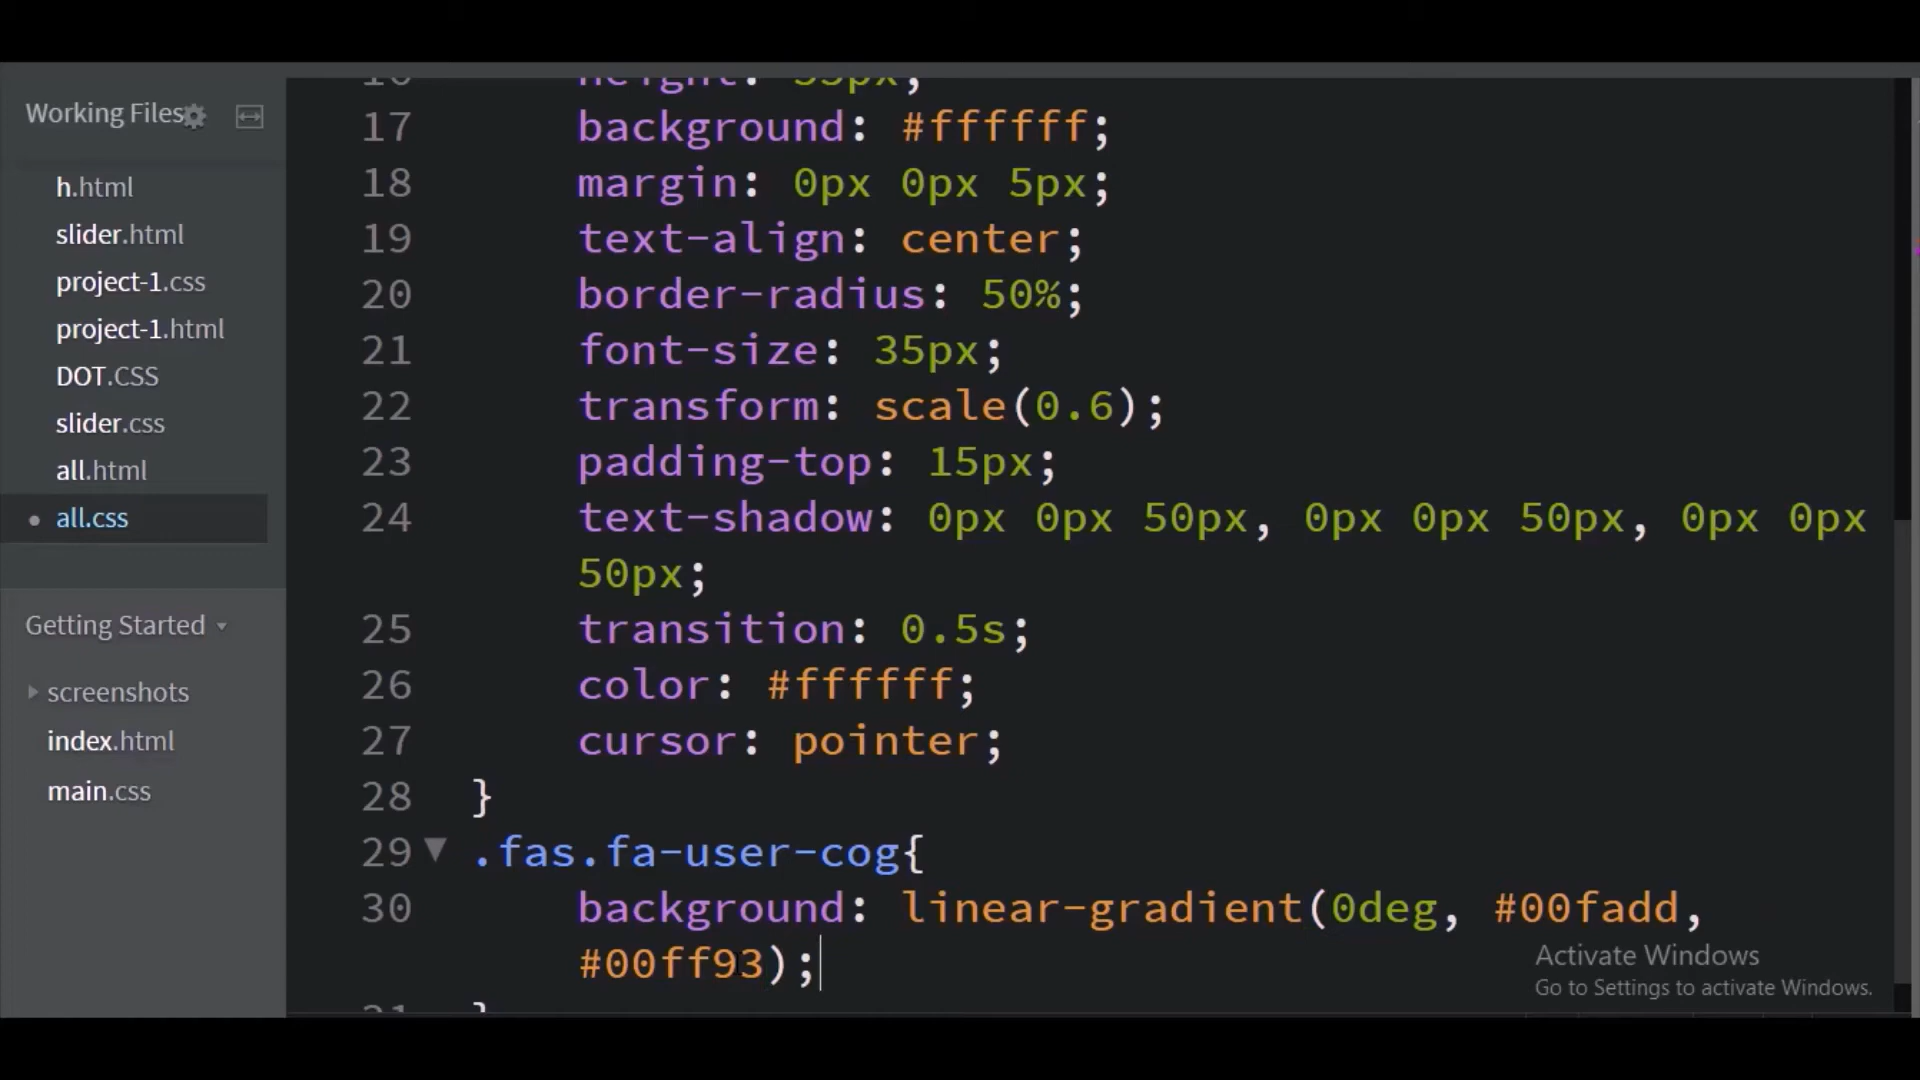 Working Files
h.html
slider.html
project-1.css
project-1.html
DOT.CSS
slider.css
all.html
all.css
Getting Started
screenshots
index.html
main.css
17 background: #ffffff;
18 margin: 0px 0px 5px;
19 text-align: center;
20 border-radius: 50%;
21 font-size: 35px;
22 transform: scale(0.6);
23 padding-top: 15px;
24 text-shadow: 0px 0px 50px, 0px 0px 50px, 0px 0px
50px;
25 transition: 0.5s;
26 color: #ffffff;
27 cursor: pointer;
28 }
29 .fas.fa-user-cog{
30 background: linear-gradient(0deg, #00fadd,
#00ff93);
Activate Windows
Go to Settings to activate Windows.